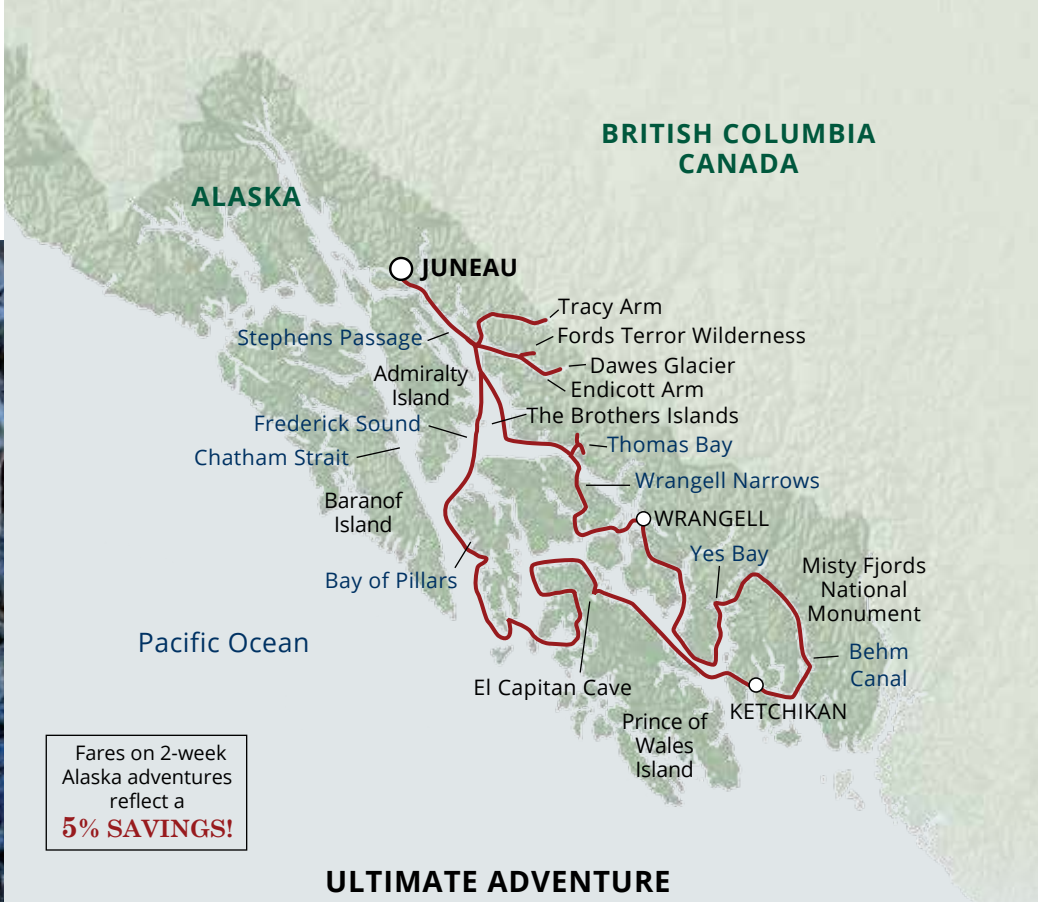 BRITISH COLUMBIA
CANADA
ALASKA
JUNEAU
Tracy Arm
Fords Terror Wilderness
Stephens Passage
Dawes Glacier
Admiralty
Island
Endicott Arm
The Brothers Islands
Frederick Sound
Thomas Bay
Chatham Strait
Wrangell Narrows
Baranof
Island
WRANGELL
Yes Bay
Misty Fjords
National
Monument
Bay of Pillars
Pacific Ocean
Behm
Canal
El Capitan Cave
KETCHIKAN
Prince of
Wales
Island
Fares on 2-week
Alaska adventures
reflect a
5% SAVINGS!
ULTIMATE ADVENTURE